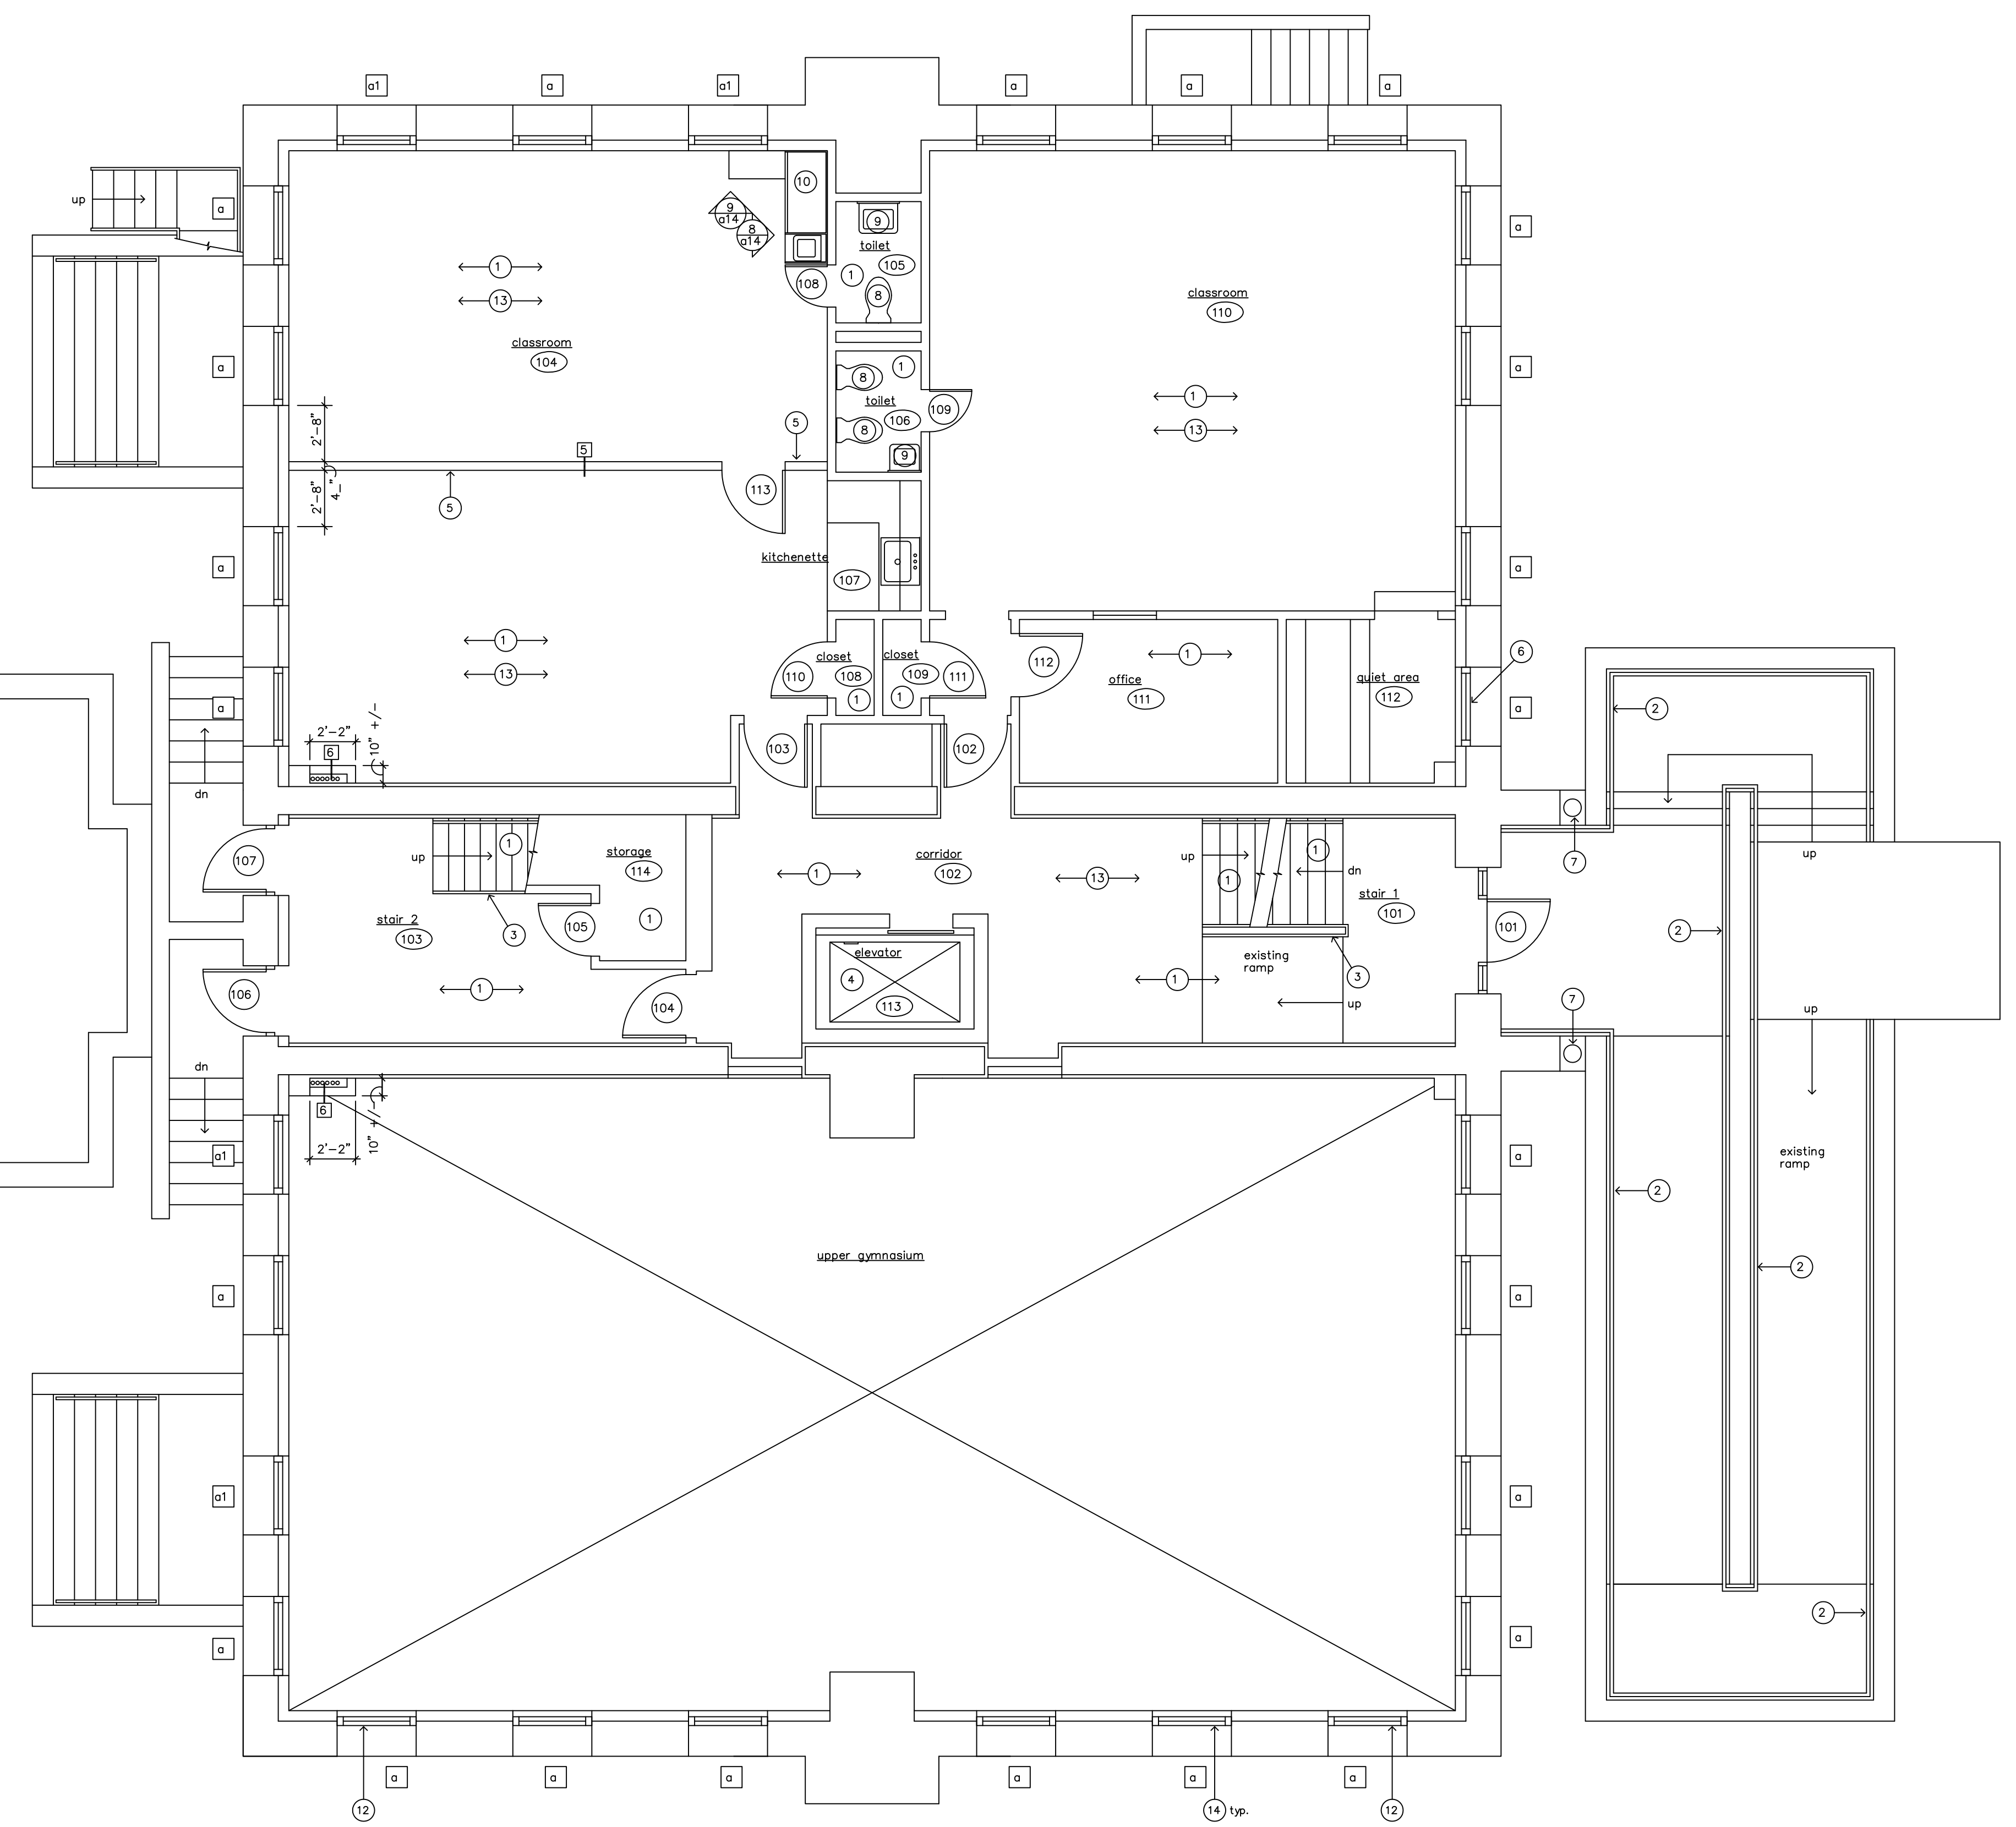 a1
a
a1
a
a
a
up
a
10
9
a14
8
a14
9
toilet
105
108
1
8
a
1
13
classroom
110
classroom
104
a
8
1
a
toilet
106
109
1
8
13
2'-8"
5
5
9
2'-8"
4_"
5
113
kitchenette
107
a
a
1
13
closet
108
110
1
closet
109
111
1
112
1
office
111
quiet area
112
6
a
a
2
2'-2"
10" +/-
6
103
102
dn
7
107
up
1
storage
114
corridor
102
1
13
up
1
1
dn
stair 1
101
up
stair 2
103
3
105
1
101
2
elevator
4
113
existing
ramp
3
1
1
106
104
up
7
up
dn
6
2'-2"
10" +/-
a1
a
existing
ramp
2
upper gymnasium
2
a
a
a1
a
2
a
a
a
a
a
a
a
a
12
14 typ.
12